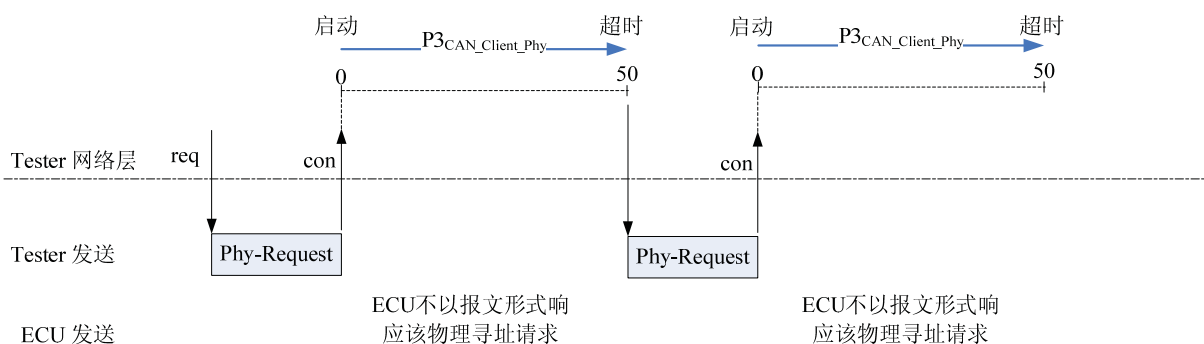 启动
P3CAN_Client_Phy
超时
0
50
启动
P3CAN_Client_Phy
超时
0
50
Tester 网络层
req
con
con
Tester 发送
Phy-Request
Phy-Request
ECU 发送
ECU不以报文形式响
应该物理寻址请求
ECU不以报文形式响
应该物理寻址请求